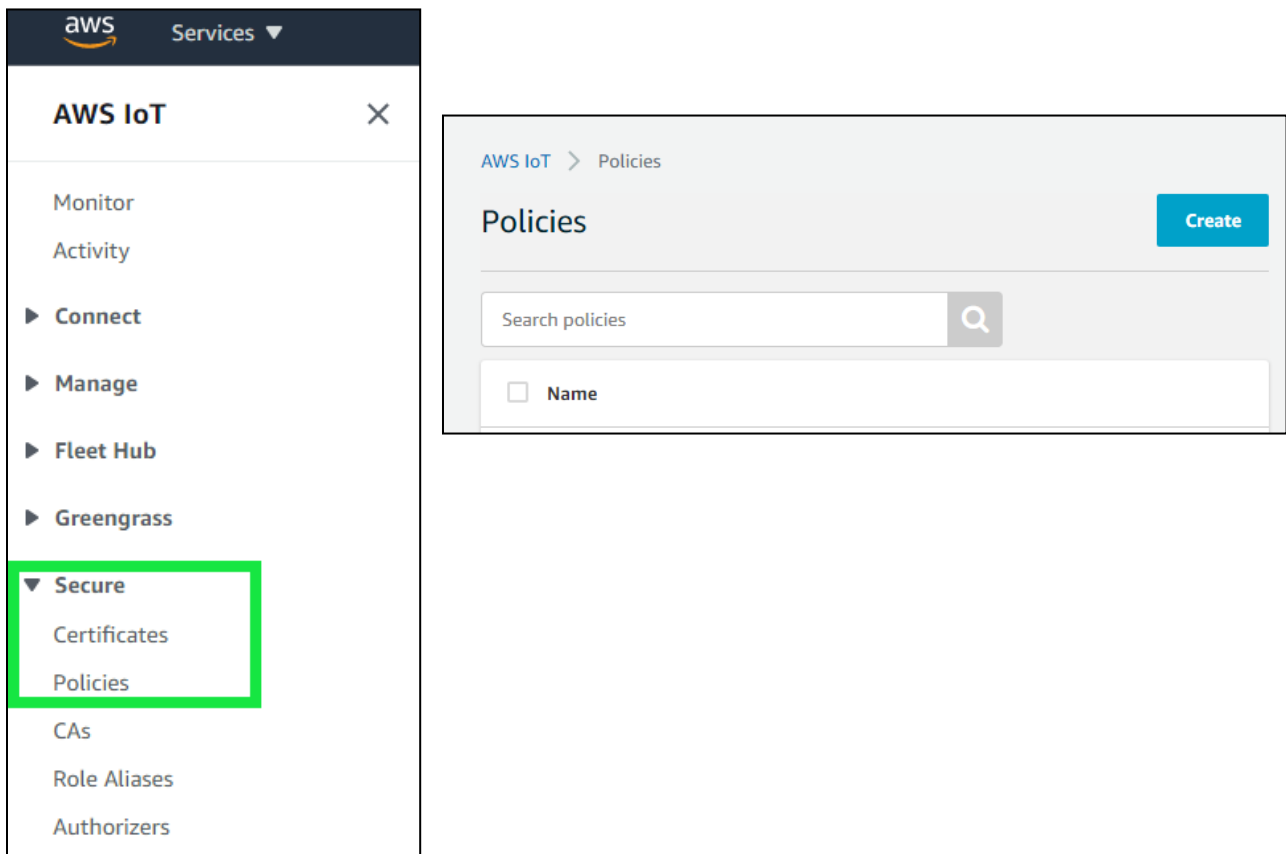 aws
Services
AWS IoT
Monitor
Activity
Connect
Manage
Fleet Hub
Greengrass
Secure
Certificates
Policies
CAs
Role Aliases
Authorizers
AWS IoT > Policies
Policies
Create
Search policies
Name